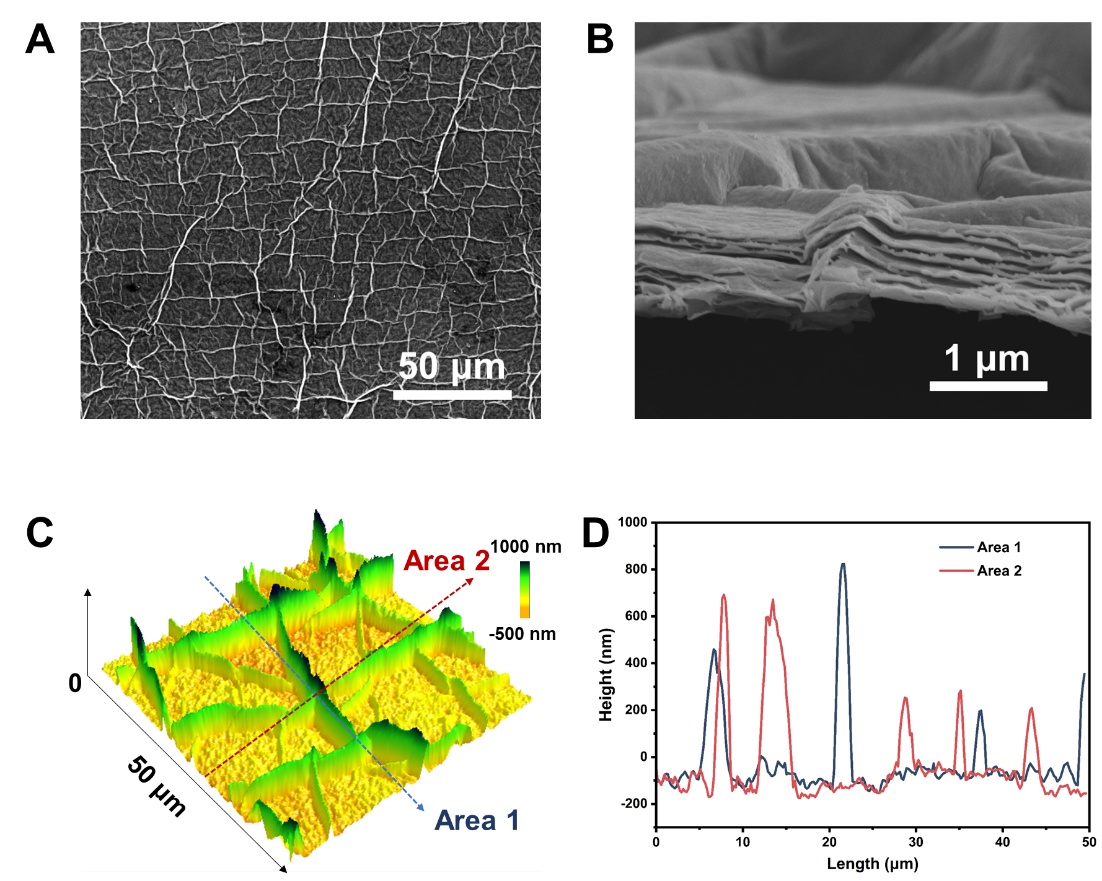 A
B
50 µm
1 µm
C
D
Area 2
1000 nm
-500 nm
0
50 µm
Area 1
1000
800
600
400
200
0
-200
Height (nm)
Area 1
Area 2
0
10
20
30
40
50
Length (µm)